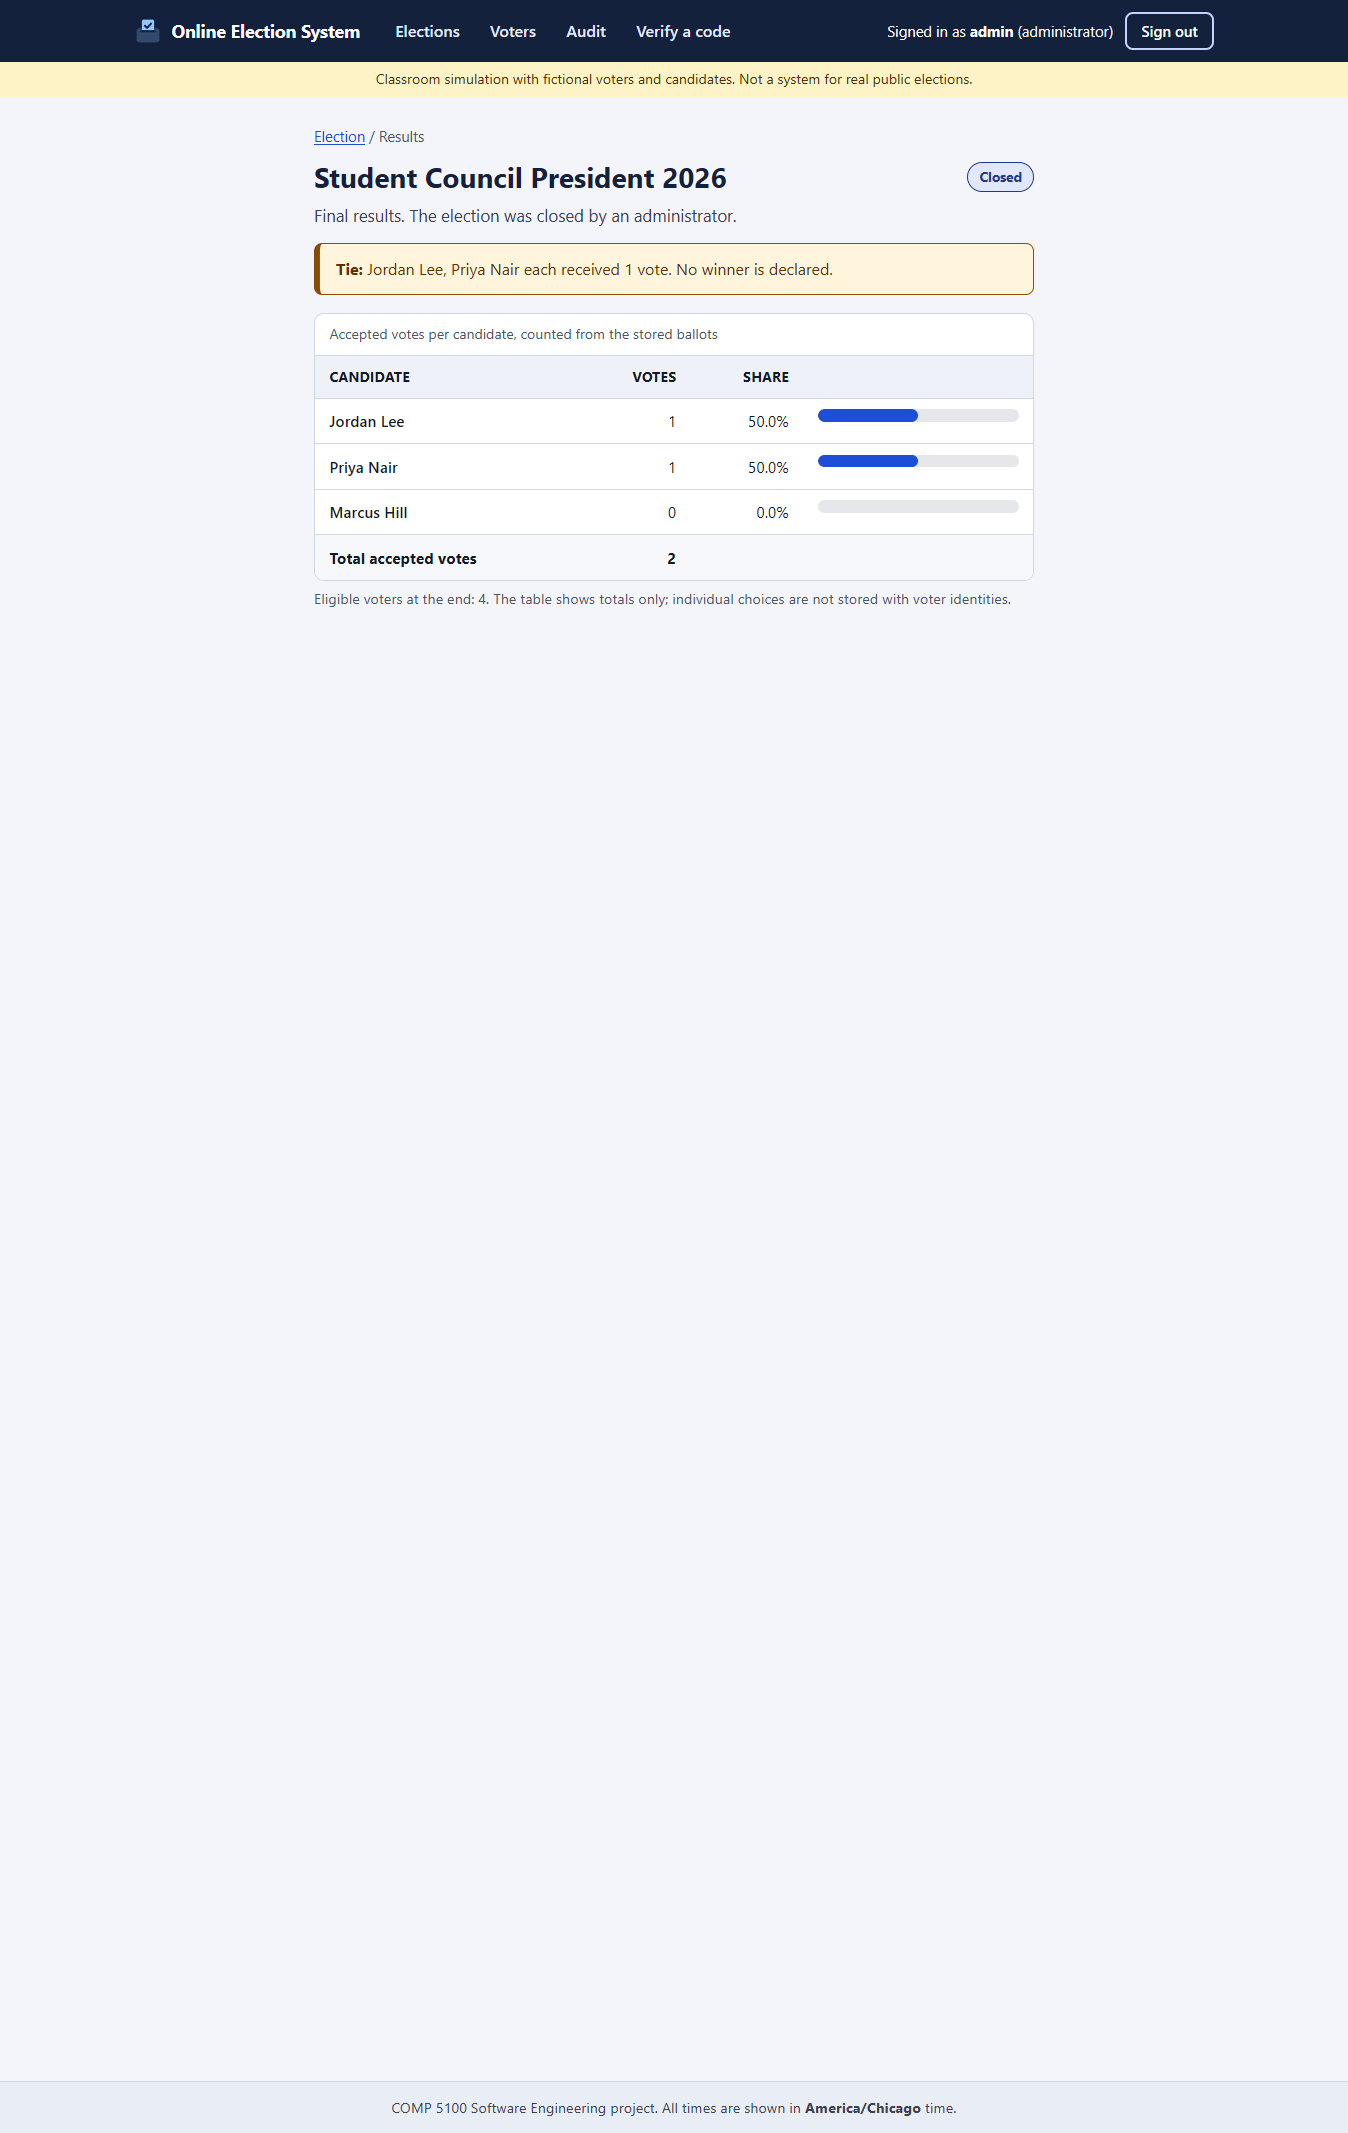 Online Election System Elections Voters Audit Verify a code Signed in as admin (administrator) Sign out
Classroom simulation with fictional voters and candidates. Not a system for real public elections.
Election / Results
Student Council President 2026 Closed
Final results. The election was closed by an administrator.
Tie: Jordan Lee, Priya Nair each received 1 vote. No winner is declared.
Accepted votes per candidate, counted from the stored ballots
CANDIDATE VOTES SHARE
Jordan Lee 1 50.0%
Priya Nair 1 50.0%
Marcus Hill 0 0.0%
Total accepted votes 2
Eligible voters at the end: 4. The table shows totals only; individual choices are not stored with voter identities.
COMP 5100 Software Engineering project. All times are shown in America/Chicago time.